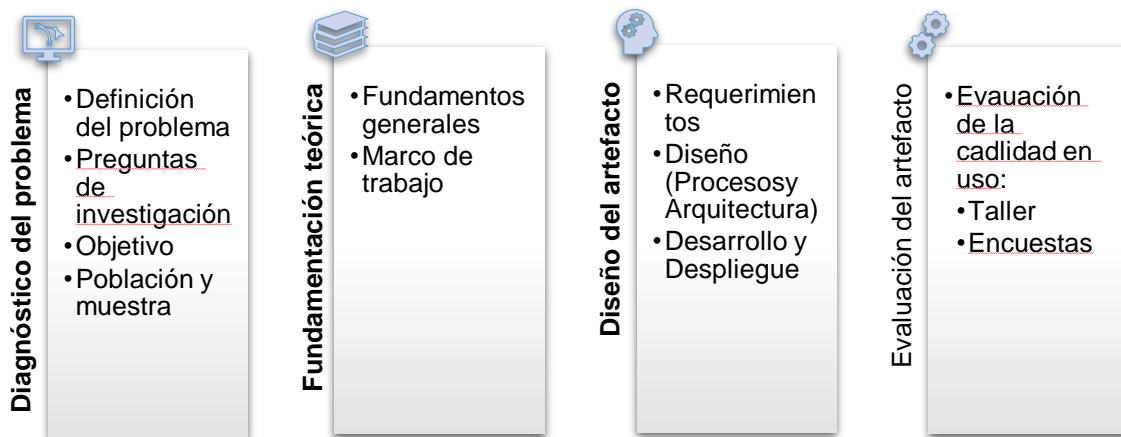 Diagnóstico del problema
•Definición
del problema
•Preguntas
de
investigación
•Objetivo
•Población y
muestra
Fundamentación teórica
•Fundamentos
generales
•Marco de
trabajo
Diseño del artefacto
•Requerimien
tos
•Diseño
(Procesosy
Arquitectura)
•Desarrollo y
Despliegue
Evaluación del artefacto
•Evauación
de la
cadlidad en
uso:
•Taller
•Encuestas